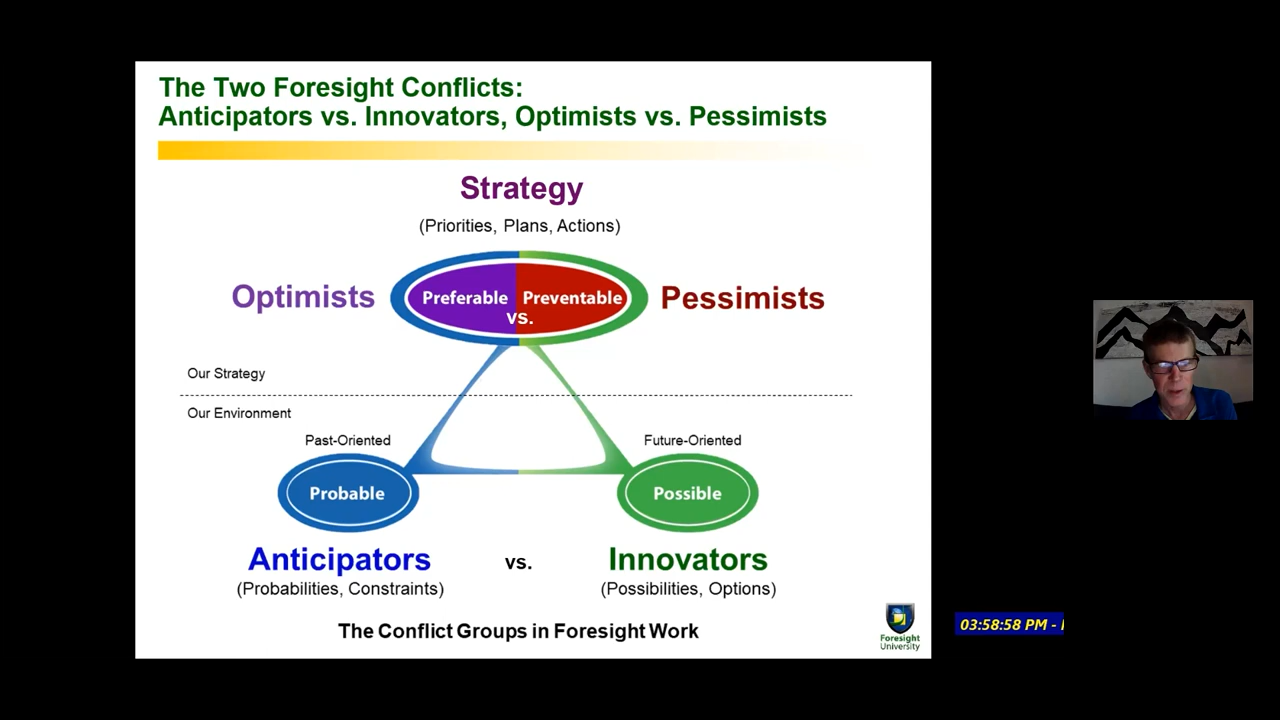 The Two Foresight Conflicts:
Anticipators vs. Innovators, Optimists vs. Pessimists
Strategy
(Priorities, Plans, Actions)
Optimists
Preferable
Preventable
vs.
Pessimists
Our Strategy
Our Environment
Past-Oriented
Future-Oriented
Probable
Possible
Anticipators
vs.
Innovators
(Probabilities, Constraints)
(Possibilities, Options)
The Conflict Groups in Foresight Work
Foresight
University
03:58:58 PM -